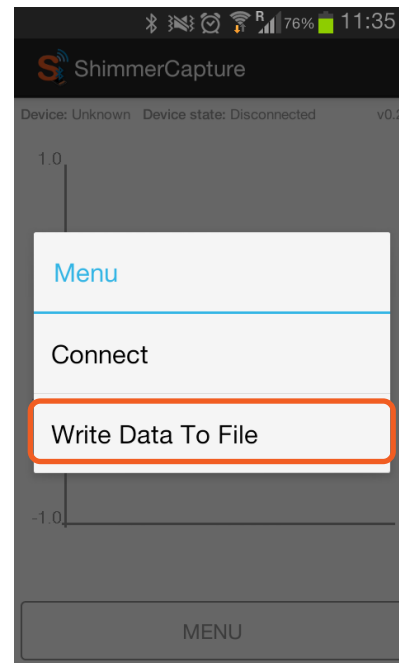 R 76% 11:35
ShimmerCapture
Device: Unknown Device state: Disconnected v0.2
1.0
Menu
Connect
Write Data To File
-1.0
MENU